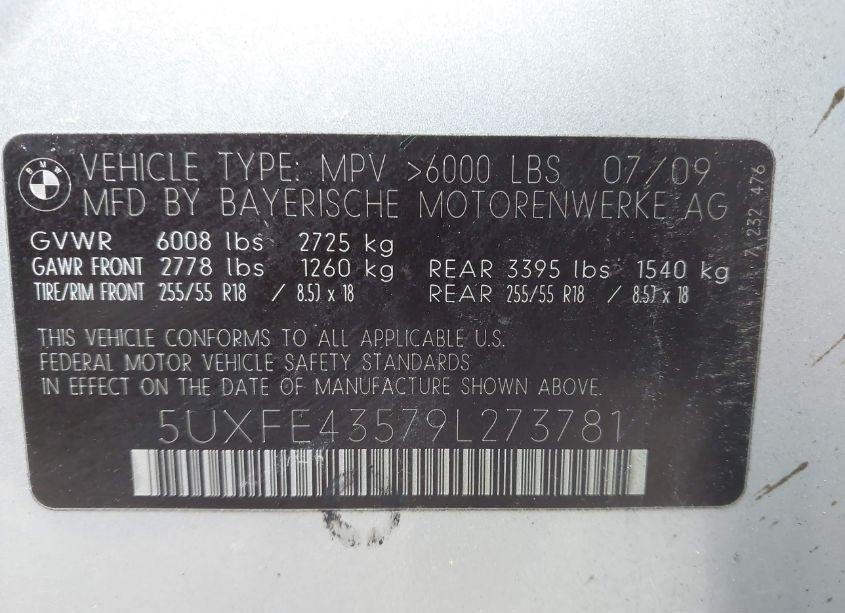 BMW
VEHICLE TYPE: MPV >6000 LBS 07/09
MFD BY BAYERISCHE MOTORENWERKE AG
GVWR 6008 lbs 2725 kg
GAWR FRONT 2778 lbs 1260 kg REAR 3395 lbs 1540 kg
TIRE/RIM FRONT 255/55 R18 / 8.5J x 18 REAR 255/55 R18 / 8.5J x 18
THIS VEHICLE CONFORMS TO ALL APPLICABLE U.S.
FEDERAL MOTOR VEHICLE SAFETY STANDARDS
IN EFFECT ON THE DATE OF MANUFACTURE SHOWN ABOVE.
5UXFE43579L273781
7 232 476